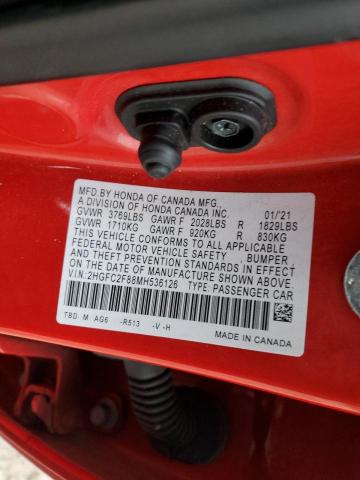 MFD.BY HONDA OF CANADA MFG.,
A DIVISION OF HONDA CANADA INC. 01/'21
GVWR 3769LBS GAWR F 2028LBS R 1829LBS
GVWR 1710KG GAWR F 920KG R 830KG
THIS VEHICLE CONFORMS TO ALL APPLICABLE
FEDERAL MOTOR VEHICLE SAFETY, BUMPER
AND THEFT PREVENTION STANDARDS IN EFFECT
ON THE DATE OF MANUFACTURE SHOWN ABOVE.
V.I.N.:2HGFC2F88MH536126 TYPE:PASSENGER CAR
TBD M AG6 -R513 -V-H
MADE IN CANADA